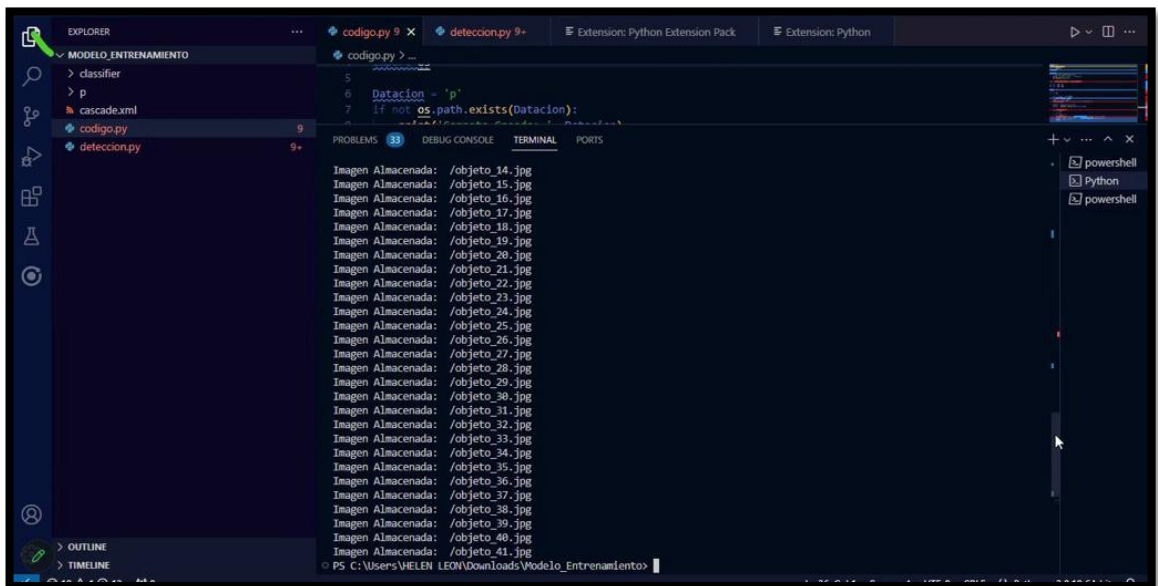 EXPLORER
MODELO_ENTRENAMIENTO
classifier
p
cascade.xml
codigo.py 9
deteccion.py 9+
OUTLINE
TIMELINE
codigo.py 9 deteccion.py 9+ Extension: Python Extension Pack Extension: Python
codigo.py > ...
5
6 Datacion = 'p'
7 if not os.path.exists(Datacion):
PROBLEMS 33 DEBUG CONSOLE TERMINAL PORTS
Imagen Almacenada: /objeto_14.jpg
Imagen Almacenada: /objeto_15.jpg
Imagen Almacenada: /objeto_16.jpg
Imagen Almacenada: /objeto_17.jpg
Imagen Almacenada: /objeto_18.jpg
Imagen Almacenada: /objeto_19.jpg
Imagen Almacenada: /objeto_20.jpg
Imagen Almacenada: /objeto_21.jpg
Imagen Almacenada: /objeto_22.jpg
Imagen Almacenada: /objeto_23.jpg
Imagen Almacenada: /objeto_24.jpg
Imagen Almacenada: /objeto_25.jpg
Imagen Almacenada: /objeto_26.jpg
Imagen Almacenada: /objeto_27.jpg
Imagen Almacenada: /objeto_28.jpg
Imagen Almacenada: /objeto_29.jpg
Imagen Almacenada: /objeto_30.jpg
Imagen Almacenada: /objeto_31.jpg
Imagen Almacenada: /objeto_32.jpg
Imagen Almacenada: /objeto_33.jpg
Imagen Almacenada: /objeto_34.jpg
Imagen Almacenada: /objeto_35.jpg
Imagen Almacenada: /objeto_36.jpg
Imagen Almacenada: /objeto_37.jpg
Imagen Almacenada: /objeto_38.jpg
Imagen Almacenada: /objeto_39.jpg
Imagen Almacenada: /objeto_40.jpg
Imagen Almacenada: /objeto_41.jpg
PS C:\Users\HELEN LEON\Downloads\Modelo_Entrenamiento>
powershell
Python
powershell